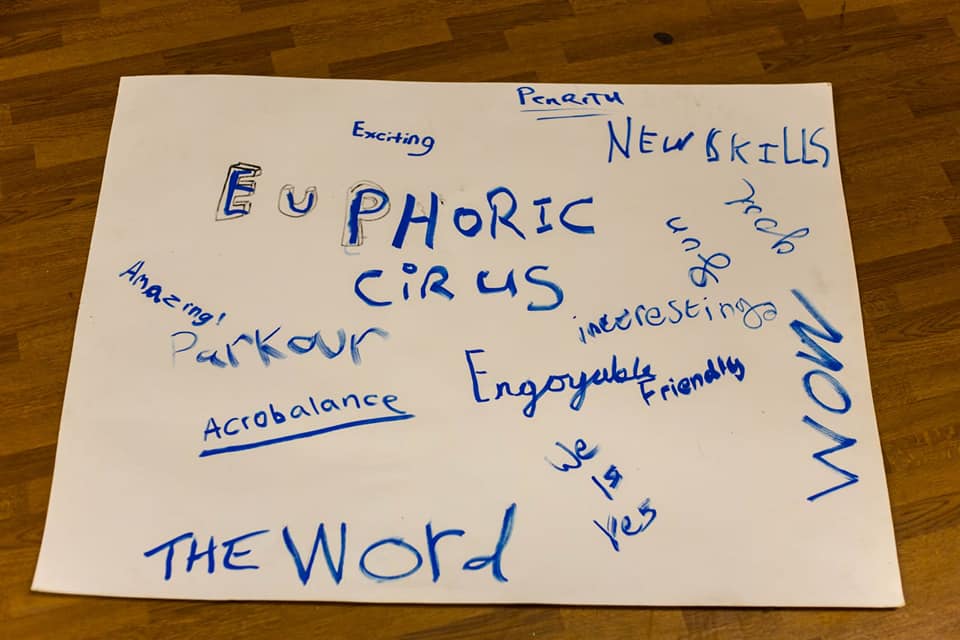 PenRITH
Exciting
NEW SKILLS
EuPHORIC
CiRUS
fun
Amazing!
interesting
Parkour
WOW
Engoyable
Friendly
Acrobalance
We
is
yes
THE Word